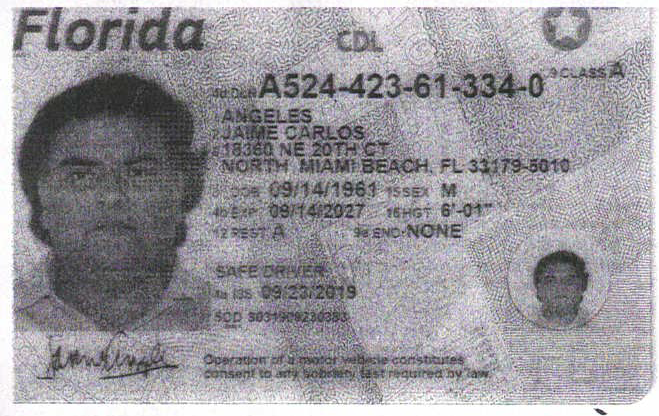 Florida
CDL
9 CLASS A
4d DLN A524-423-61-334-0
1 ANGELES
2 JAIME CARLOS
8 18360 NE 20TH CT
NORTH MIAMI BEACH, FL 33179-5010
3 DOB 09/14/1961 15 SEX M
4b EXP 09/14/2027 16 HGT 6'-01"
12 REST A 9a END NONE
SAFE DRIVER
4a ISS 09/23/2019
5 DD
Operation of a motor vehicle constitutes
consent to any sobriety test required by law.